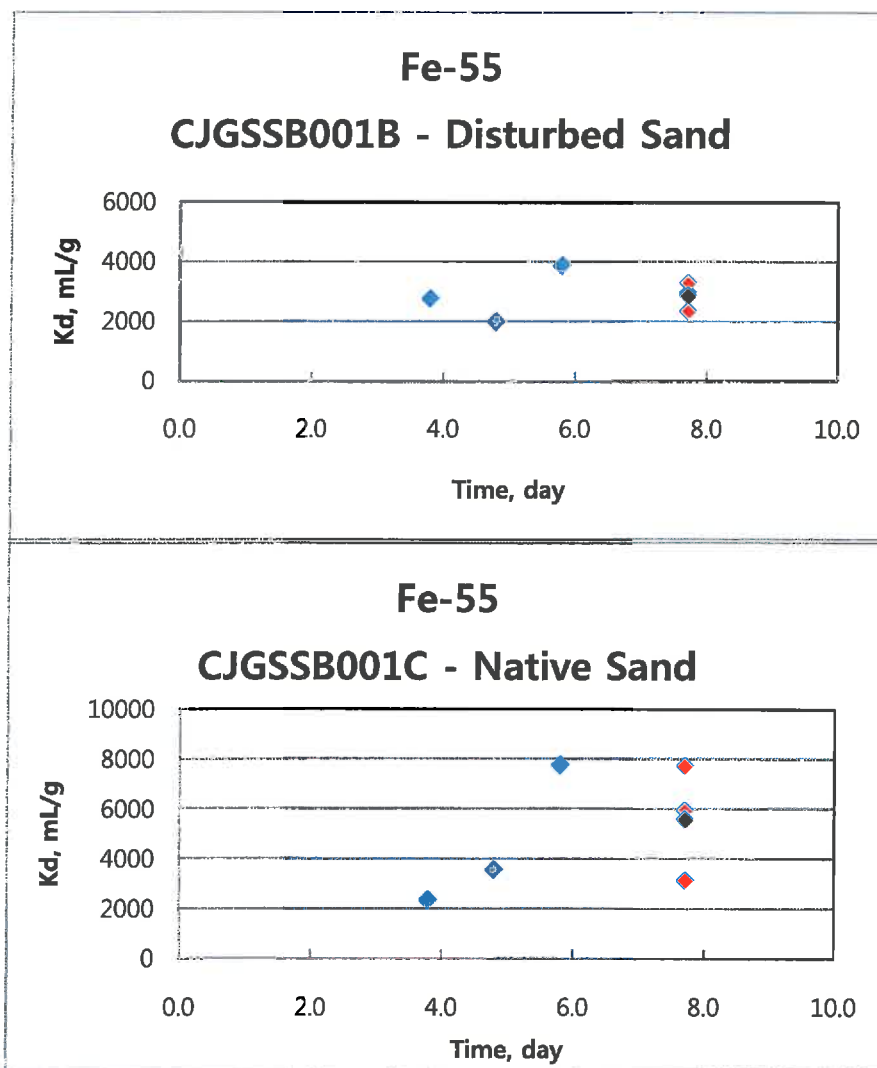 Fe-55
CJGSSB001B - Disturbed Sand
6000
4000
2000
0
Kd, mL/g
0.0 2.0 4.0 6.0 8.0 10.0
Time, day
Fe-55
CJGSSB001C - Native Sand
10000
8000
6000
4000
2000
0
Kd, mL/g
0.0 2.0 4.0 6.0 8.0 10.0
Time, day